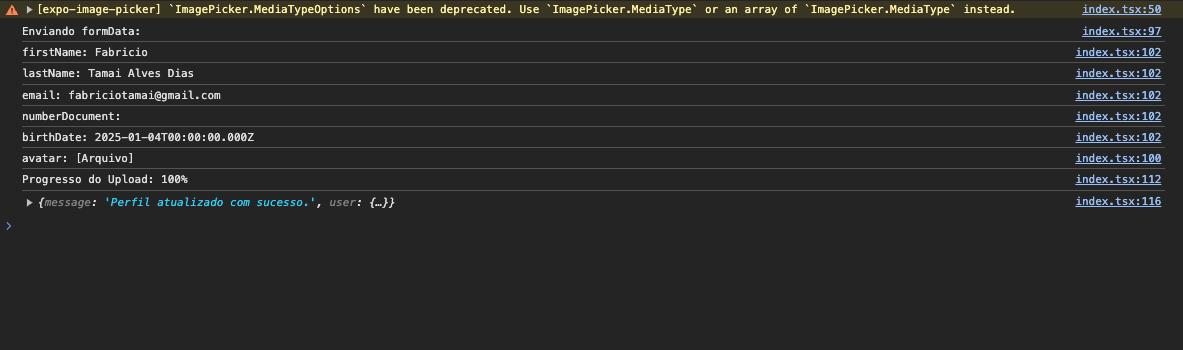 [expo-image-picker] `ImagePicker.MediaTypeOptions` have been deprecated. Use `ImagePicker.MediaType` or an array of `ImagePicker.MediaType` instead. index.tsx:50
Enviando formData: index.tsx:97
firstName: Fabricio index.tsx:102
lastName: Tamai Alves Dias index.tsx:102
email: fabriciotamai@gmail.com index.tsx:102
numberDocument: index.tsx:102
birthDate: 2025-01-04T00:00:00.000Z index.tsx:102
avatar: [Arquivo] index.tsx:100
Progresso do Upload: 100% index.tsx:112
{message: 'Perfil atualizado com sucesso.', user: {…}} index.tsx:116